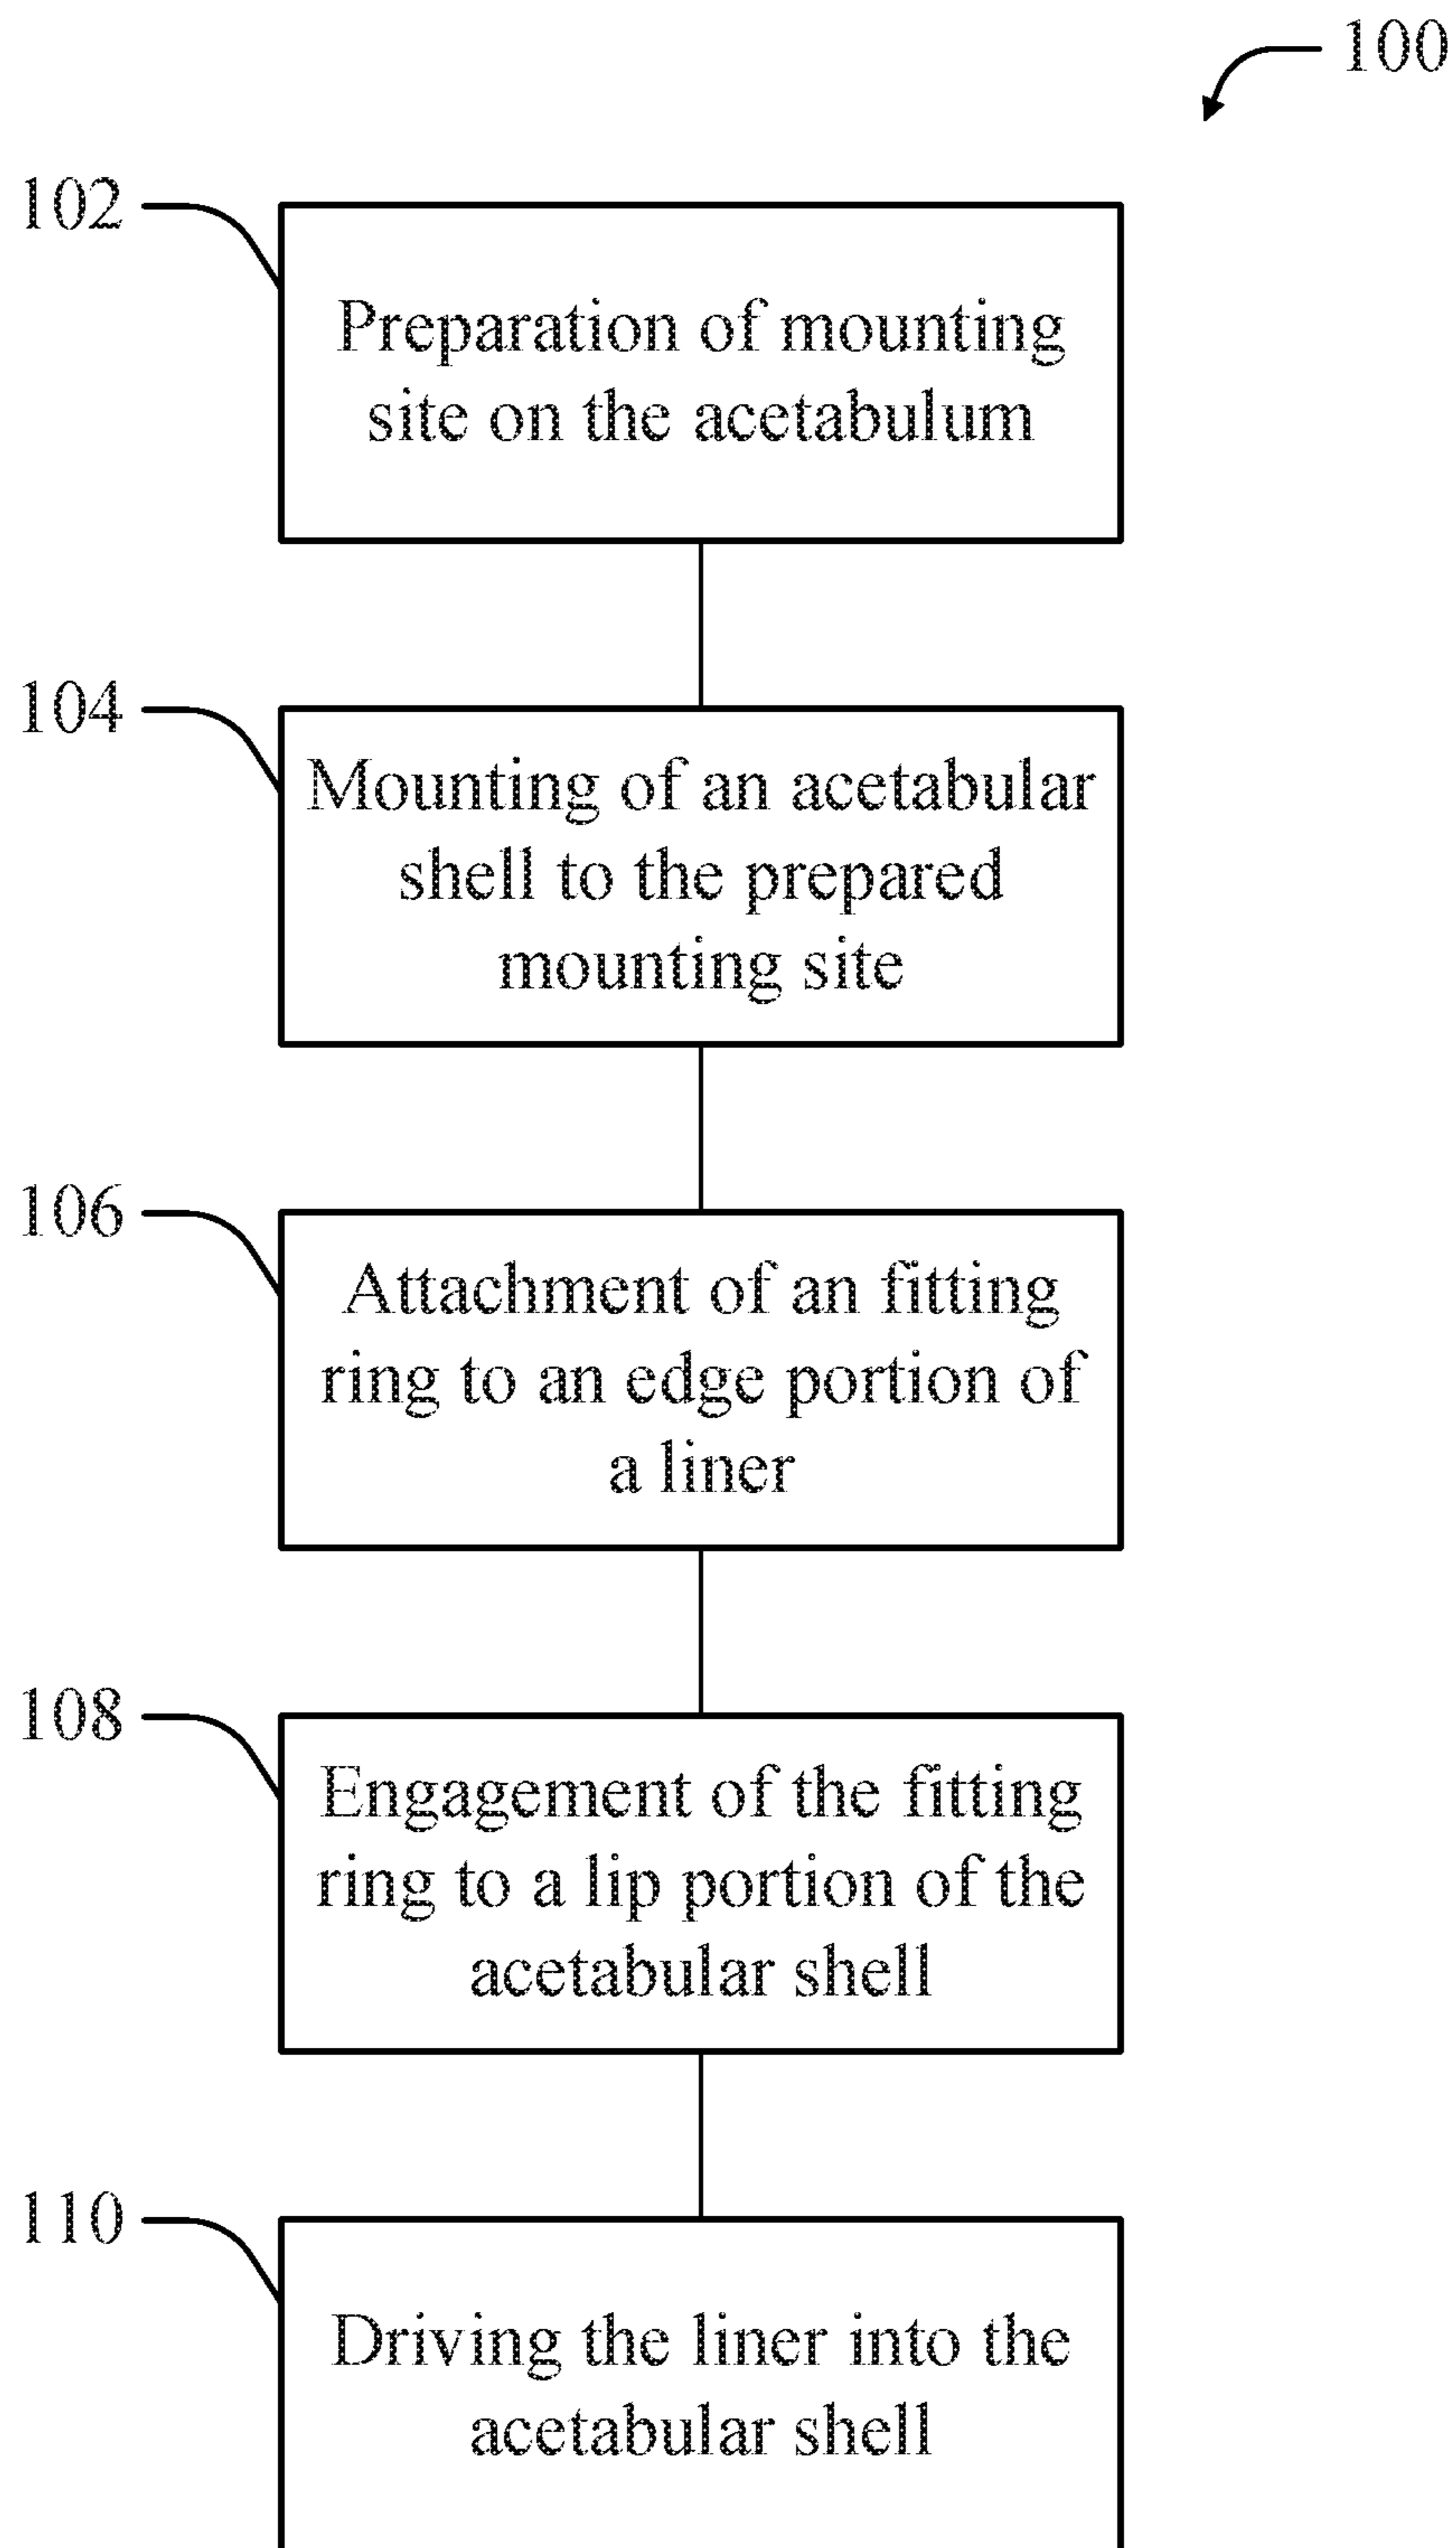 100
102
Preparation of mounting
site on the acetabulum
104
Mounting of an acetabular
shell to the prepared
mounting site
106
Attachment of an fitting
ring to an edge portion of
a liner
108
Engagement of the fitting
ring to a lip portion of the
acetabular shell
110
Driving the liner into the
acetabular shell